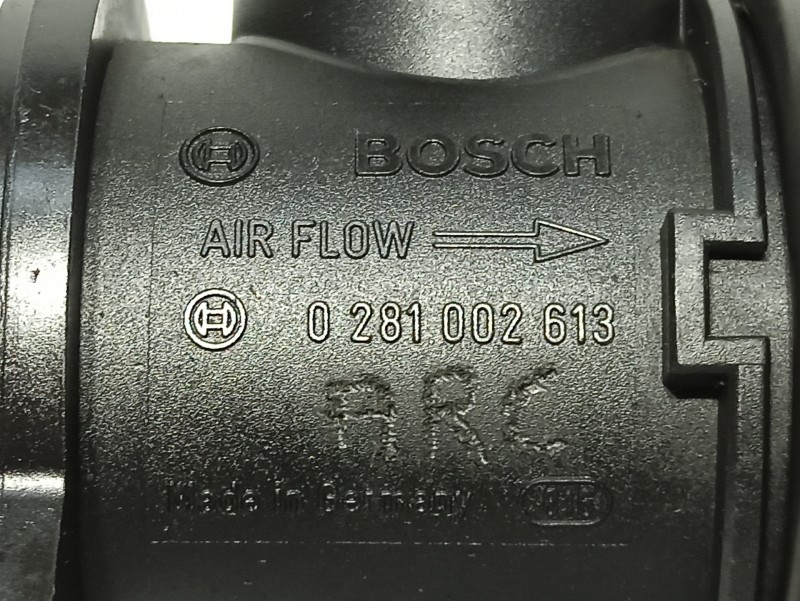 BOSCH
AIR FLOW
0 281 002 613
ARC
Made in Germany